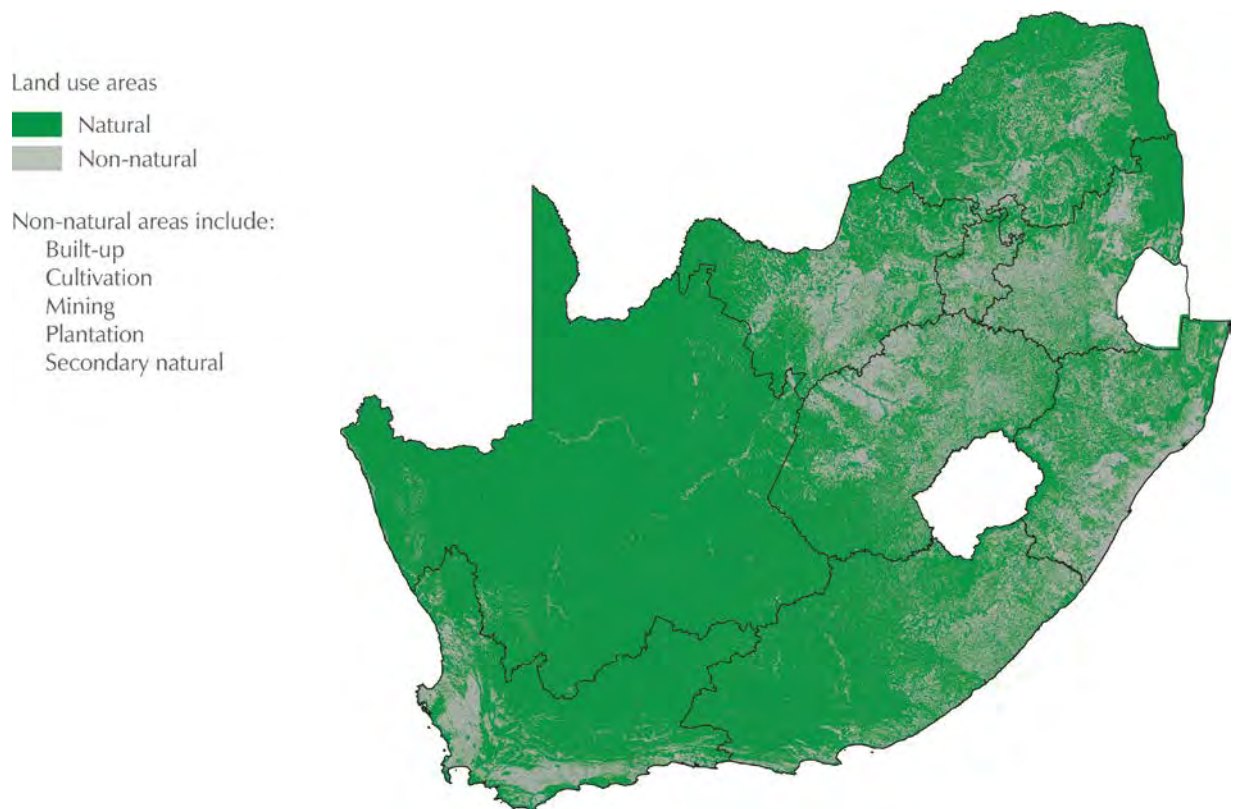 Land use areas
Natural
Non-natural
Non-natural areas include:
Built-up
Cultivation
Mining
Plantation
Secondary natural